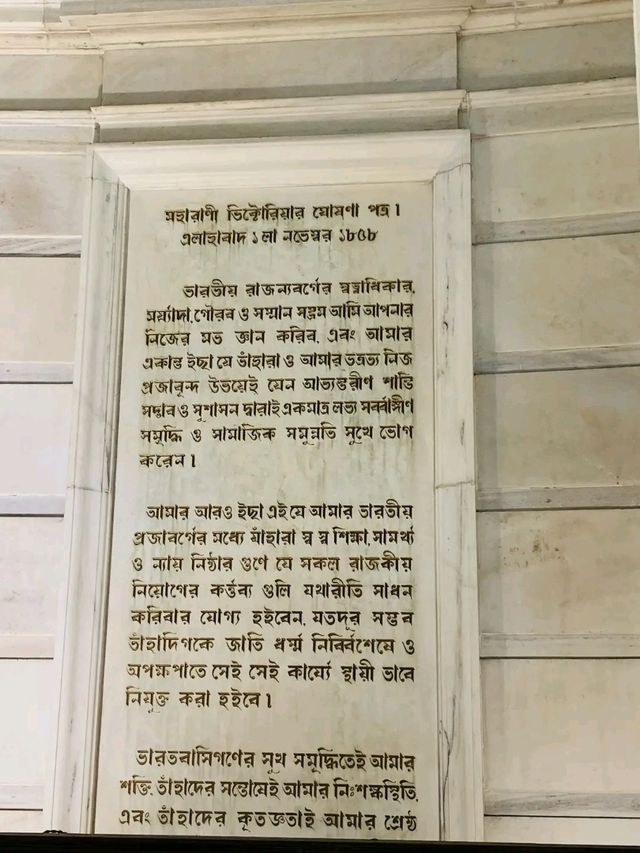 মহারাণী ভিক্টোরিয়ার ঘোষণা পত্র।
এলাহাবাদ ১লা নভেম্বর ১৮৫৮
ভারতীয় রাজন্যবর্গের স্বত্বাধিকার,
মর্য্যাদা, গৌরব ও সম্মান সম্ভ্রম আমি আপনার
নিজের মত জ্ঞান করিব, এবং আমার
একান্ত ইচ্ছা যে তাঁহারা ও আমার তত্রত্য নিজ
প্রজাবৃন্দ উভয়েই যেন আভ্যন্তরীণ শান্তি
সদ্ভাব ও সুশাসন দ্বারাই একমাত্র লভ্য সর্ব্বাঙ্গীণ
সমৃদ্ধি ও সামাজিক সমুন্নতি সুখে ভোগ
করেন।
আমার আরও ইচ্ছা এই যে আমার ভারতীয়
প্রজাবর্গের মধ্যে যাঁহারা স্ব স্ব শিক্ষা, সামর্থ্য
ও ন্যায় নিষ্ঠার গুণে যে সকল রাজকীয়
নিয়োগের কর্ত্তব্য গুলি যথারীতি সাধন
করিবার যোগ্য হইবেন, যতদূর সম্ভব
তাঁহাদিগকে জাতি ধর্ম্ম নির্ব্বিশেষে ও
অপক্ষপাতে সেই সেই কার্য্যে স্থায়ী ভাবে
নিযুক্ত করা হইবে।
ভারতবাসিগণের সুখ সমৃদ্ধিতেই আমার
শক্তি, তাঁহাদের সন্তোষেই আমার নিঃশঙ্কস্থিতি,
এবং তাঁহাদের কৃতজ্ঞতাই আমার শ্রেষ্ঠ